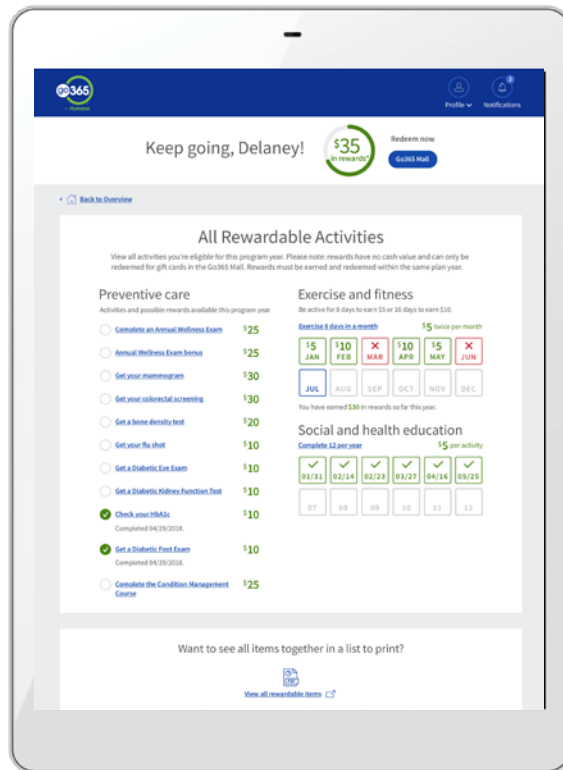 go365
Humana
Profile
3
Notifications
Keep going, Delaney!
$35
in rewards*
Redeem now
Go365 Mall
Back to Overview
All Rewardable Activities
View all activities you're eligible for this program year. Please note: rewards have no cash value and can only be
redeemed for gift cards in the Go365 Mall. Rewards must be earned and redeemed within the same plan year.
Preventive care
Activities and possible rewards available this program year
Complete an Annual Wellness Exam $25
Annual Wellness Exam bonus $25
Get your mammogram $30
Get your colorectal screening $30
Get a bone density test $20
Get your flu shot $10
Get a Diabetic Eye Exam $10
Get a Diabetic Kidney Function Test $10
Check your HbA1c $10
Completed 04/29/2018.
Get a Diabetic Foot Exam $10
Completed 04/29/2018.
Complete the Condition Management $25
Course
Exercise and fitness
Be active for 8 days to earn $5 or 16 days to earn $10.
Exercise 8 days in a month $5 twice per month
$5 $10 $10 $5
JAN FEB MAR APR MAY JUN
JUL AUG SEP OCT NOV DEC
You have earned $30 in rewards so far this year.
Social and health education
Complete 12 per year $5 per activity
01/31 02/14 02/23 03/27 04/16 05/25
07 08 09 10 11 12
Want to see all items together in a list to print?
PDF
View all rewardable items